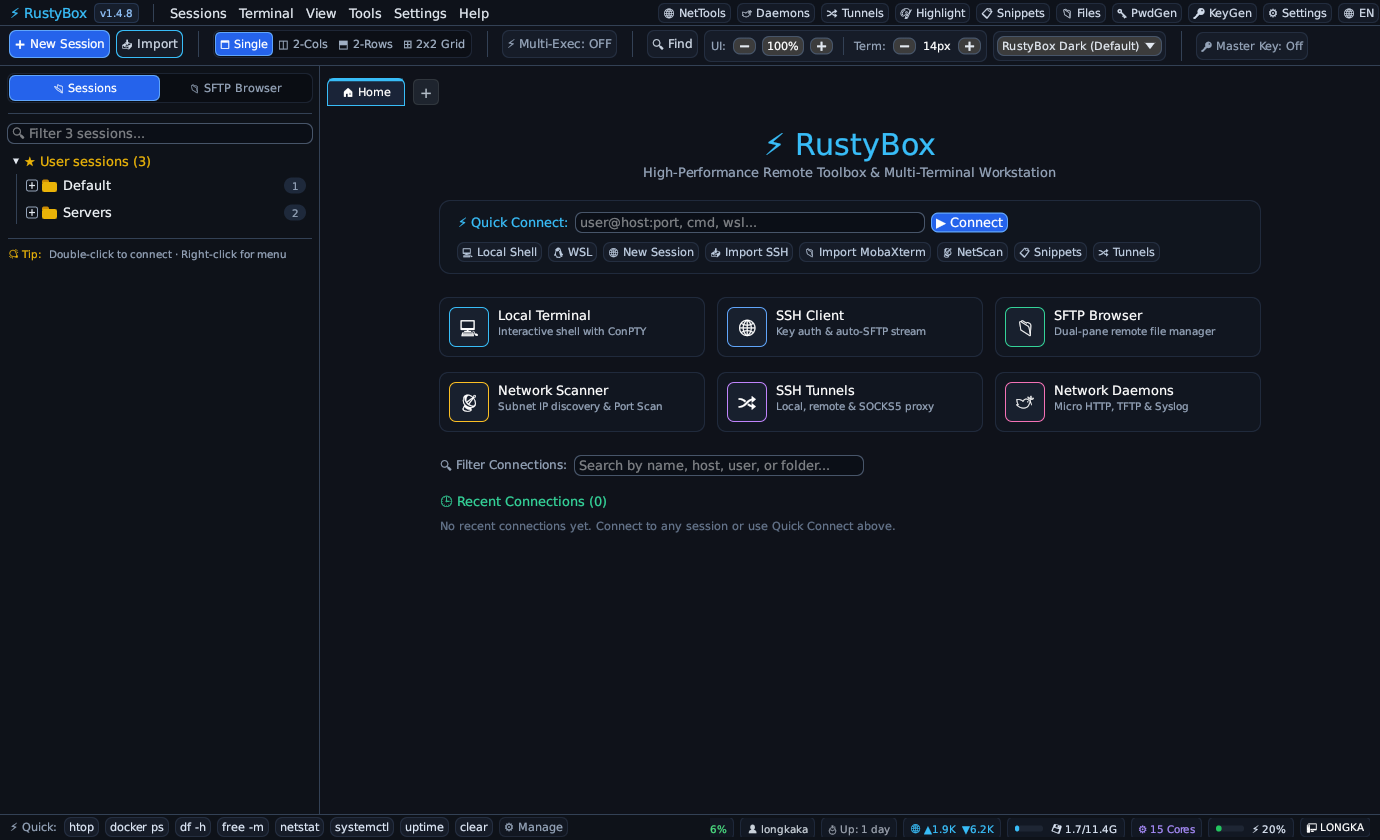 RustyBox v1.4.8 Sessions Terminal View Tools Settings Help NetTools Daemons Tunnels Highlight Snippets Files PwdGen KeyGen Settings EN
+ New Session Import Single 2-Cols 2-Rows 2x2 Grid Multi-Exec: OFF Find UI: − 100% + Term: − 14px + RustyBox Dark (Default) Master Key: Off
Sessions SFTP Browser
Home +
Filter 3 sessions...
User sessions (3)
Default 1
Servers 2
Tip: Double-click to connect · Right-click for menu
RustyBox
High-Performance Remote Toolbox & Multi-Terminal Workstation
Quick Connect: user@host:port, cmd, wsl... Connect
Local Shell WSL New Session Import SSH Import MobaXterm NetScan Snippets Tunnels
Local Terminal
Interactive shell with ConPTY
SSH Client
Key auth & auto-SFTP stream
SFTP Browser
Dual-pane remote file manager
Network Scanner
Subnet IP discovery & Port Scan
SSH Tunnels
Local, remote & SOCKS5 proxy
Network Daemons
Micro HTTP, TFTP & Syslog
Filter Connections: Search by name, host, user, or folder...
Recent Connections (0)
No recent connections yet. Connect to any session or use Quick Connect above.
Quick: htop docker ps df -h free -m netstat systemctl uptime clear Manage 6% longkaka Up: 1 day ▲1.9K ▼6.2K 1.7/11.4G 15 Cores 20% LONGKA